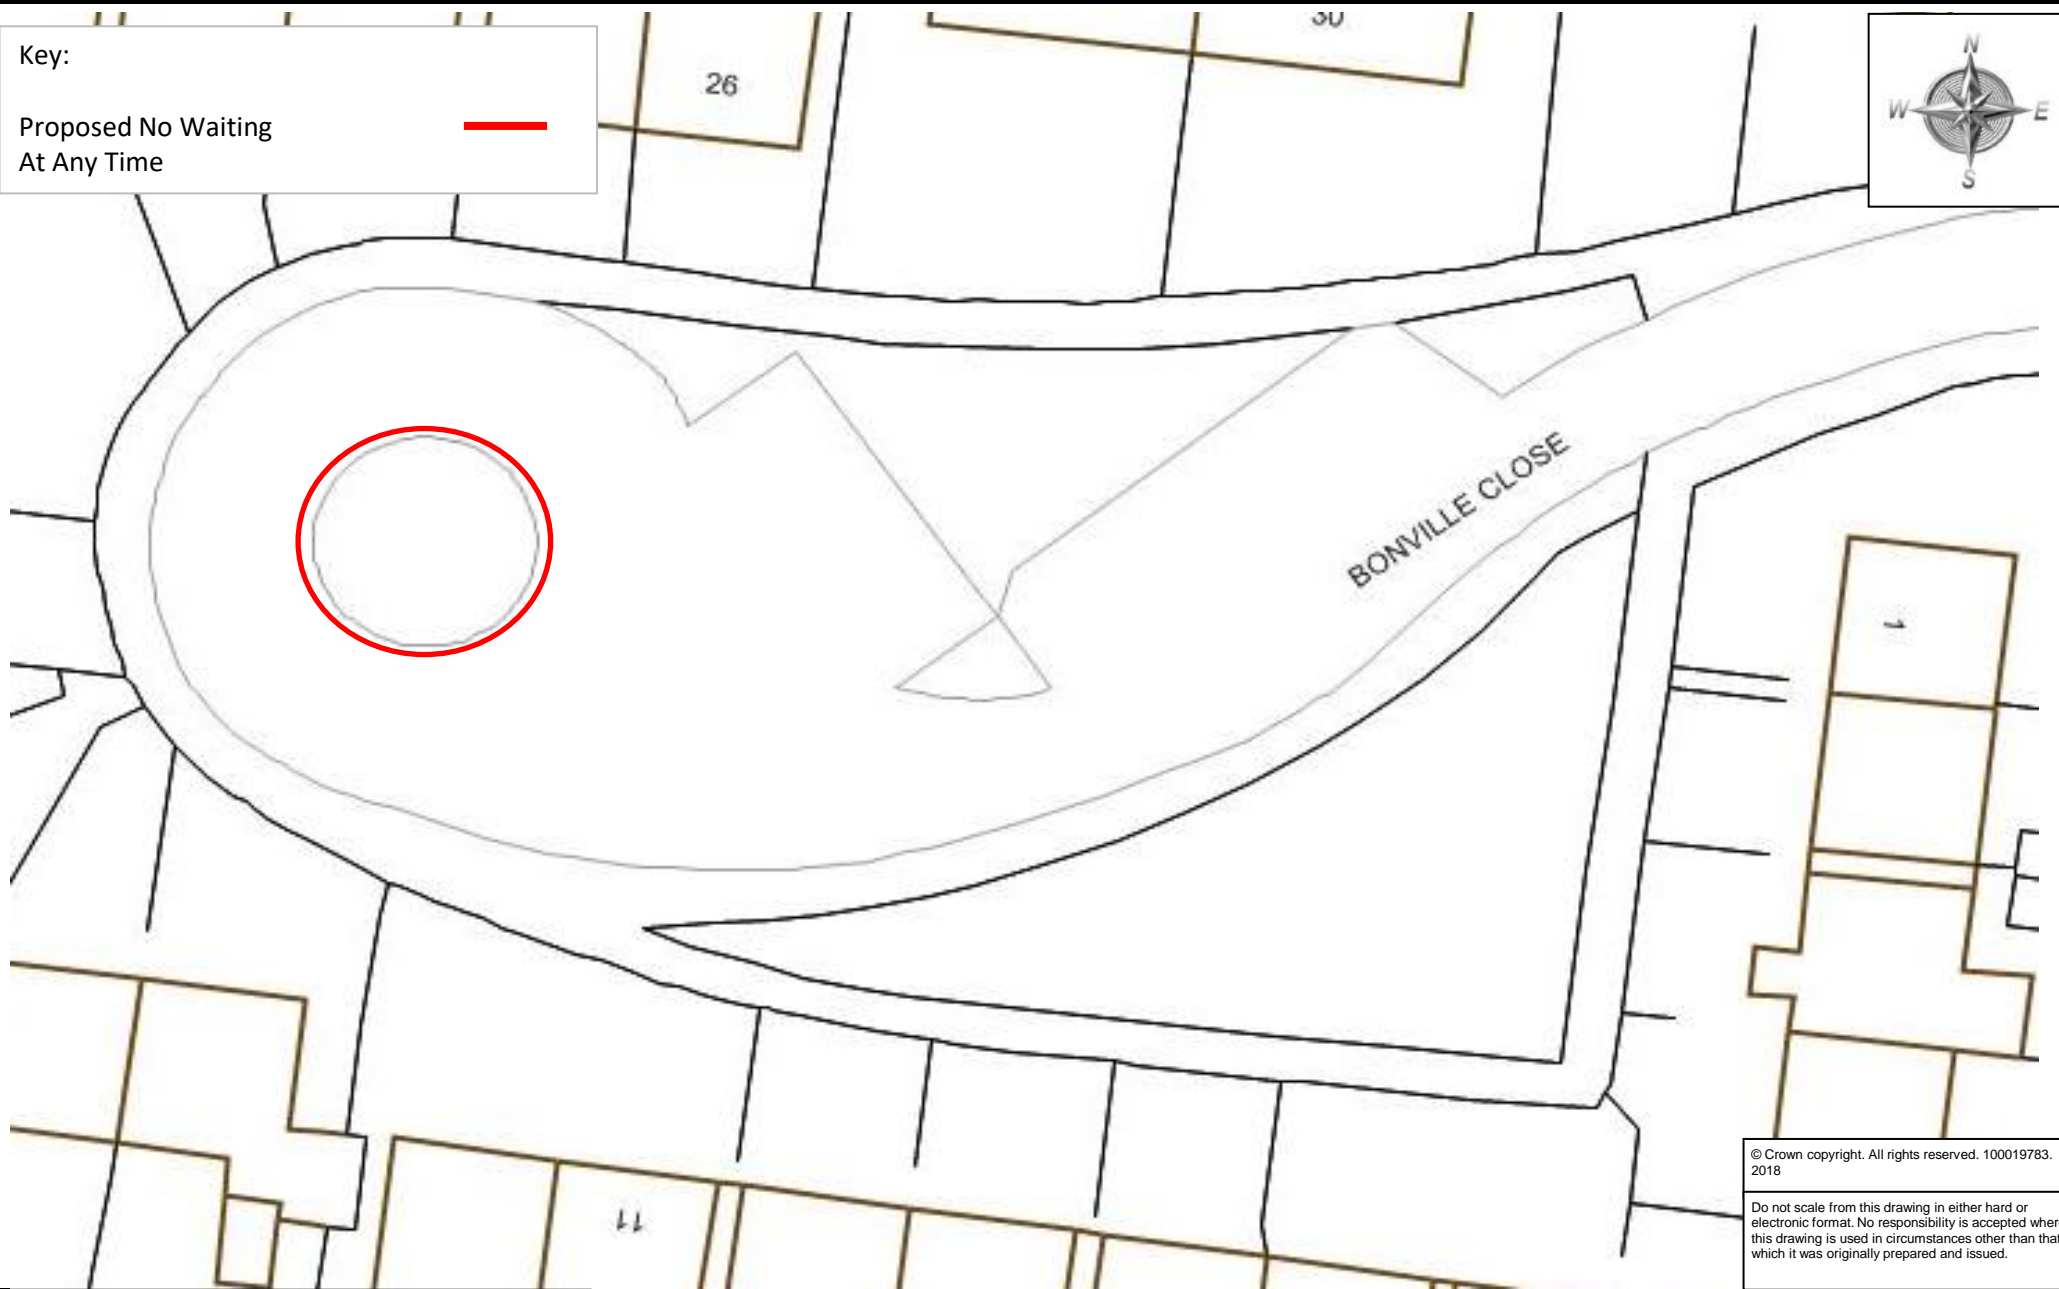 Key:
Proposed No Waiting
At Any Time
26
30
N
W
E
S
BONVILLE CLOSE
1
11
© Crown copyright. All rights reserved. 100019783.
2018
Do not scale from this drawing in either hard or
electronic format. No responsibility is accepted wher
this drawing is used in circumstances other than that
which it was originally prepared and issued.